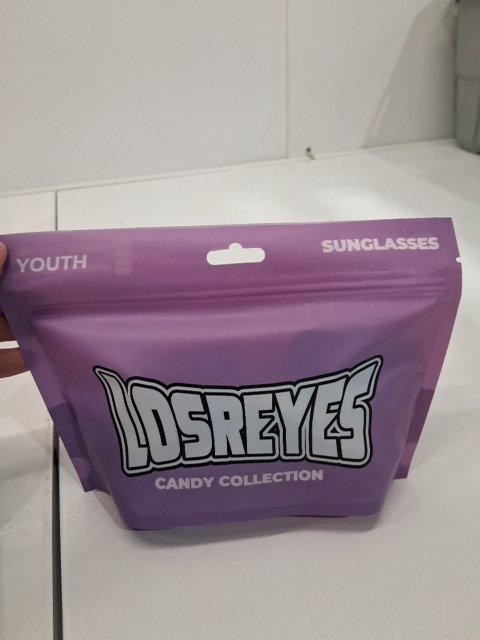 YOUTH
SUNGLASSES
LOSREYES
CANDY COLLECTION